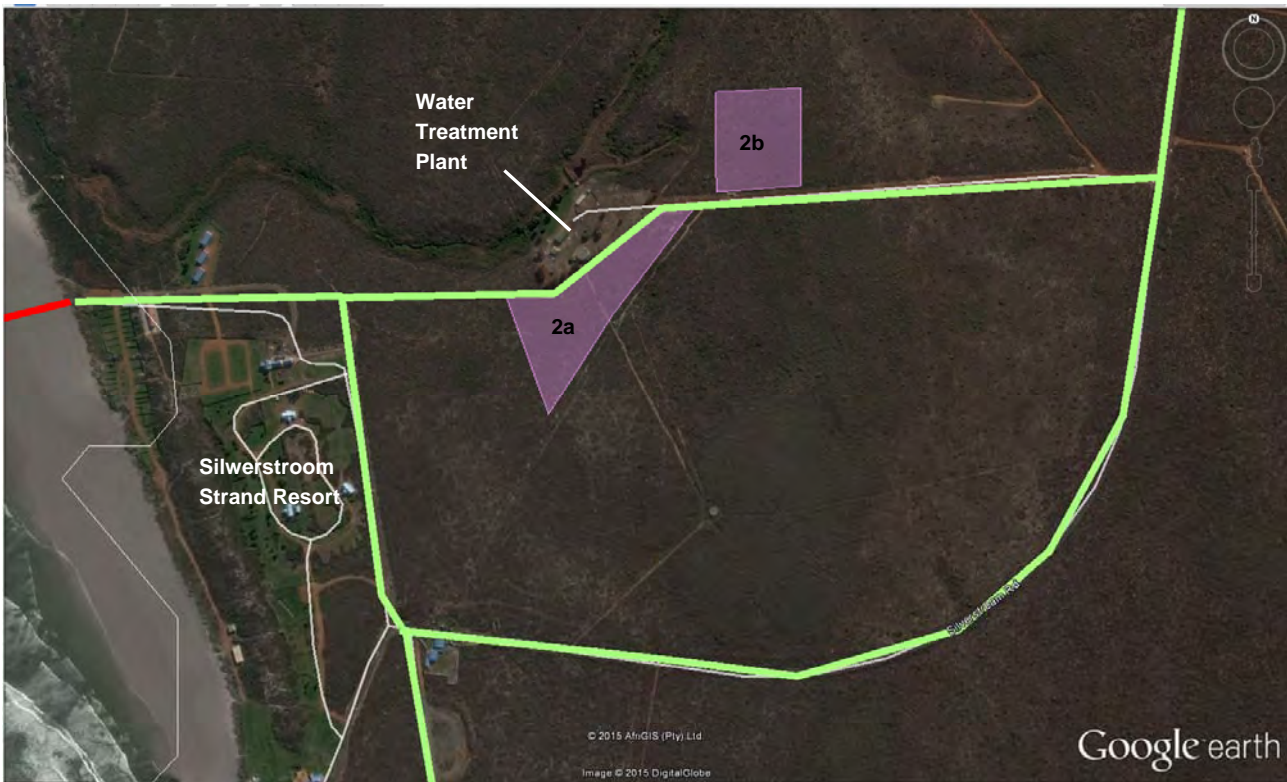 N
Water
Treatment
Plant
2b
2a
Silwerstroom
Strand Resort
Silwerstroom Rd
© 2015 AfriGIS (Pty) Ltd
Image © 2015 DigitalGlobe
Google earth